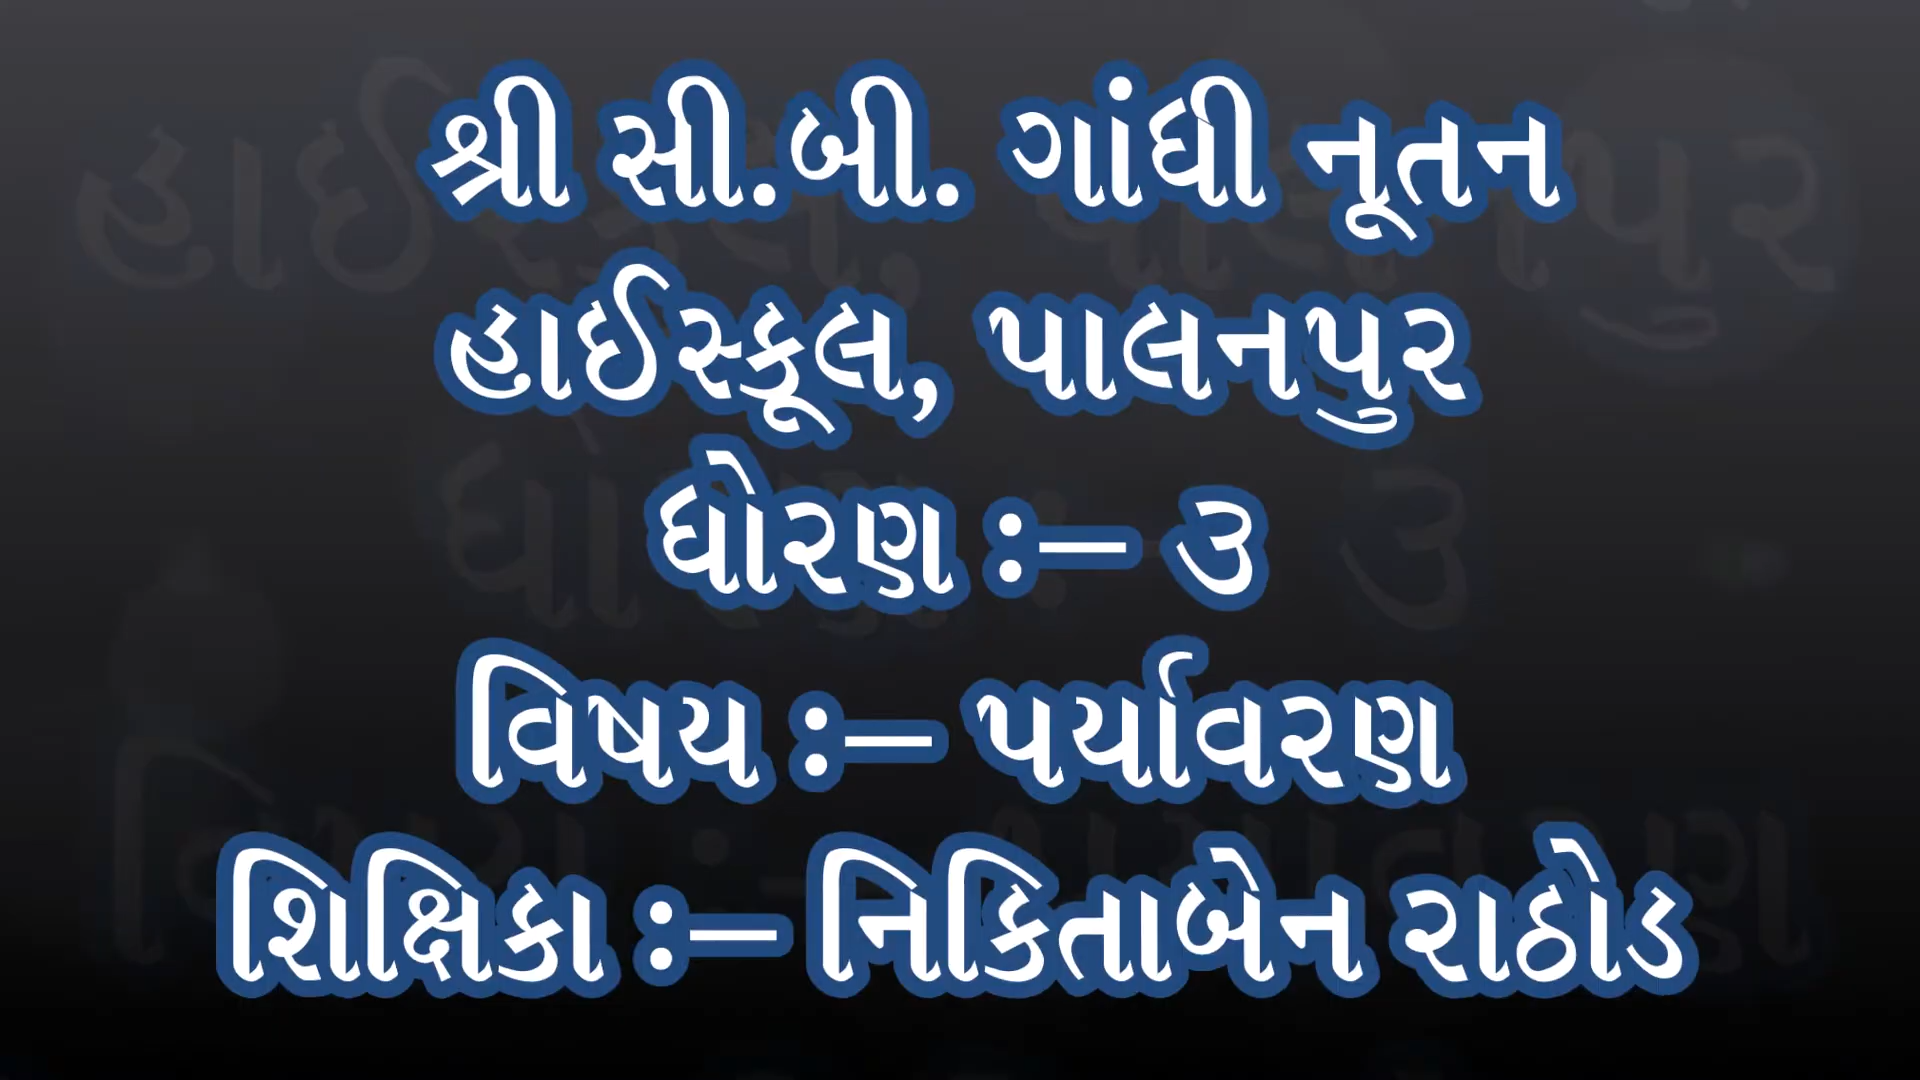 શ્રી સી.બી. ગાંધી નૂતન
હાઈસ્કૂલ, પાલનપુર
ધોરણ :– ૩
વિષય :– પર્યાવરણ
શિક્ષિકા :– નિકિતાબેન રાઠોડ